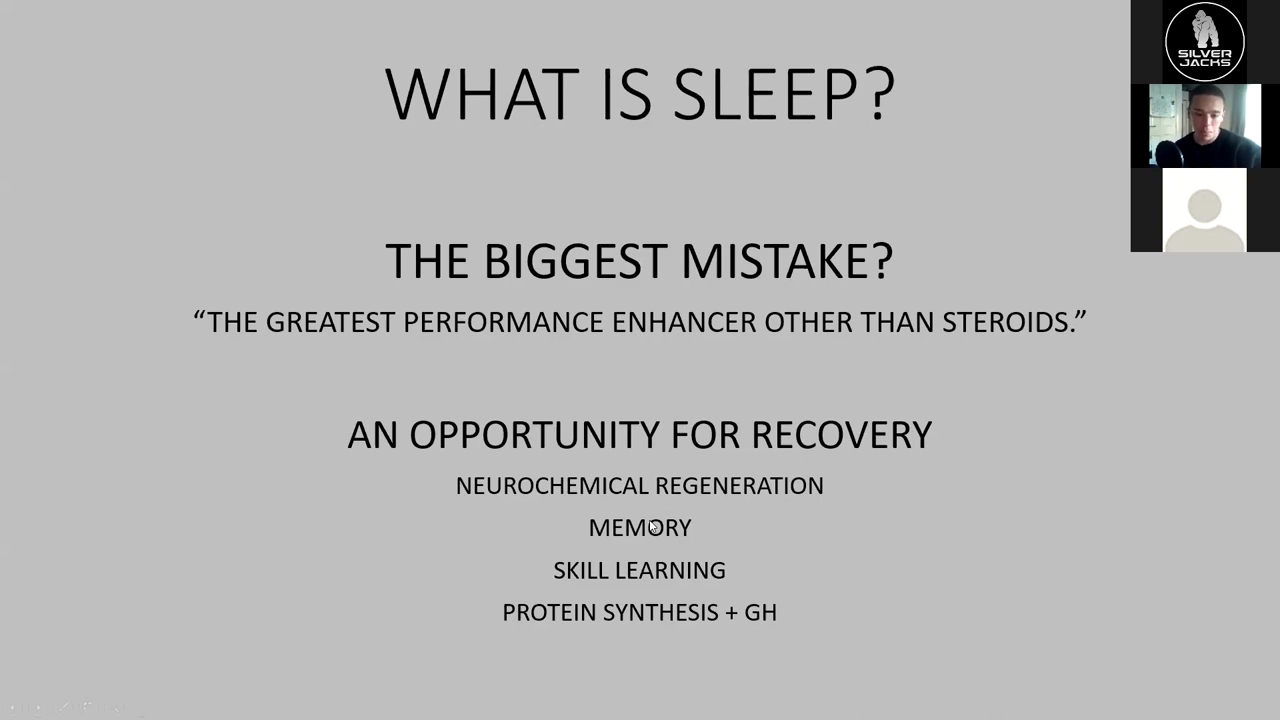 WHAT IS SLEEP?
THE BIGGEST MISTAKE?
“THE GREATEST PERFORMANCE ENHANCER OTHER THAN STEROIDS.”
AN OPPORTUNITY FOR RECOVERY
NEUROCHEMICAL REGENERATION
MEMORY
SKILL LEARNING
PROTEIN SYNTHESIS + GH
SILVER
JACKS